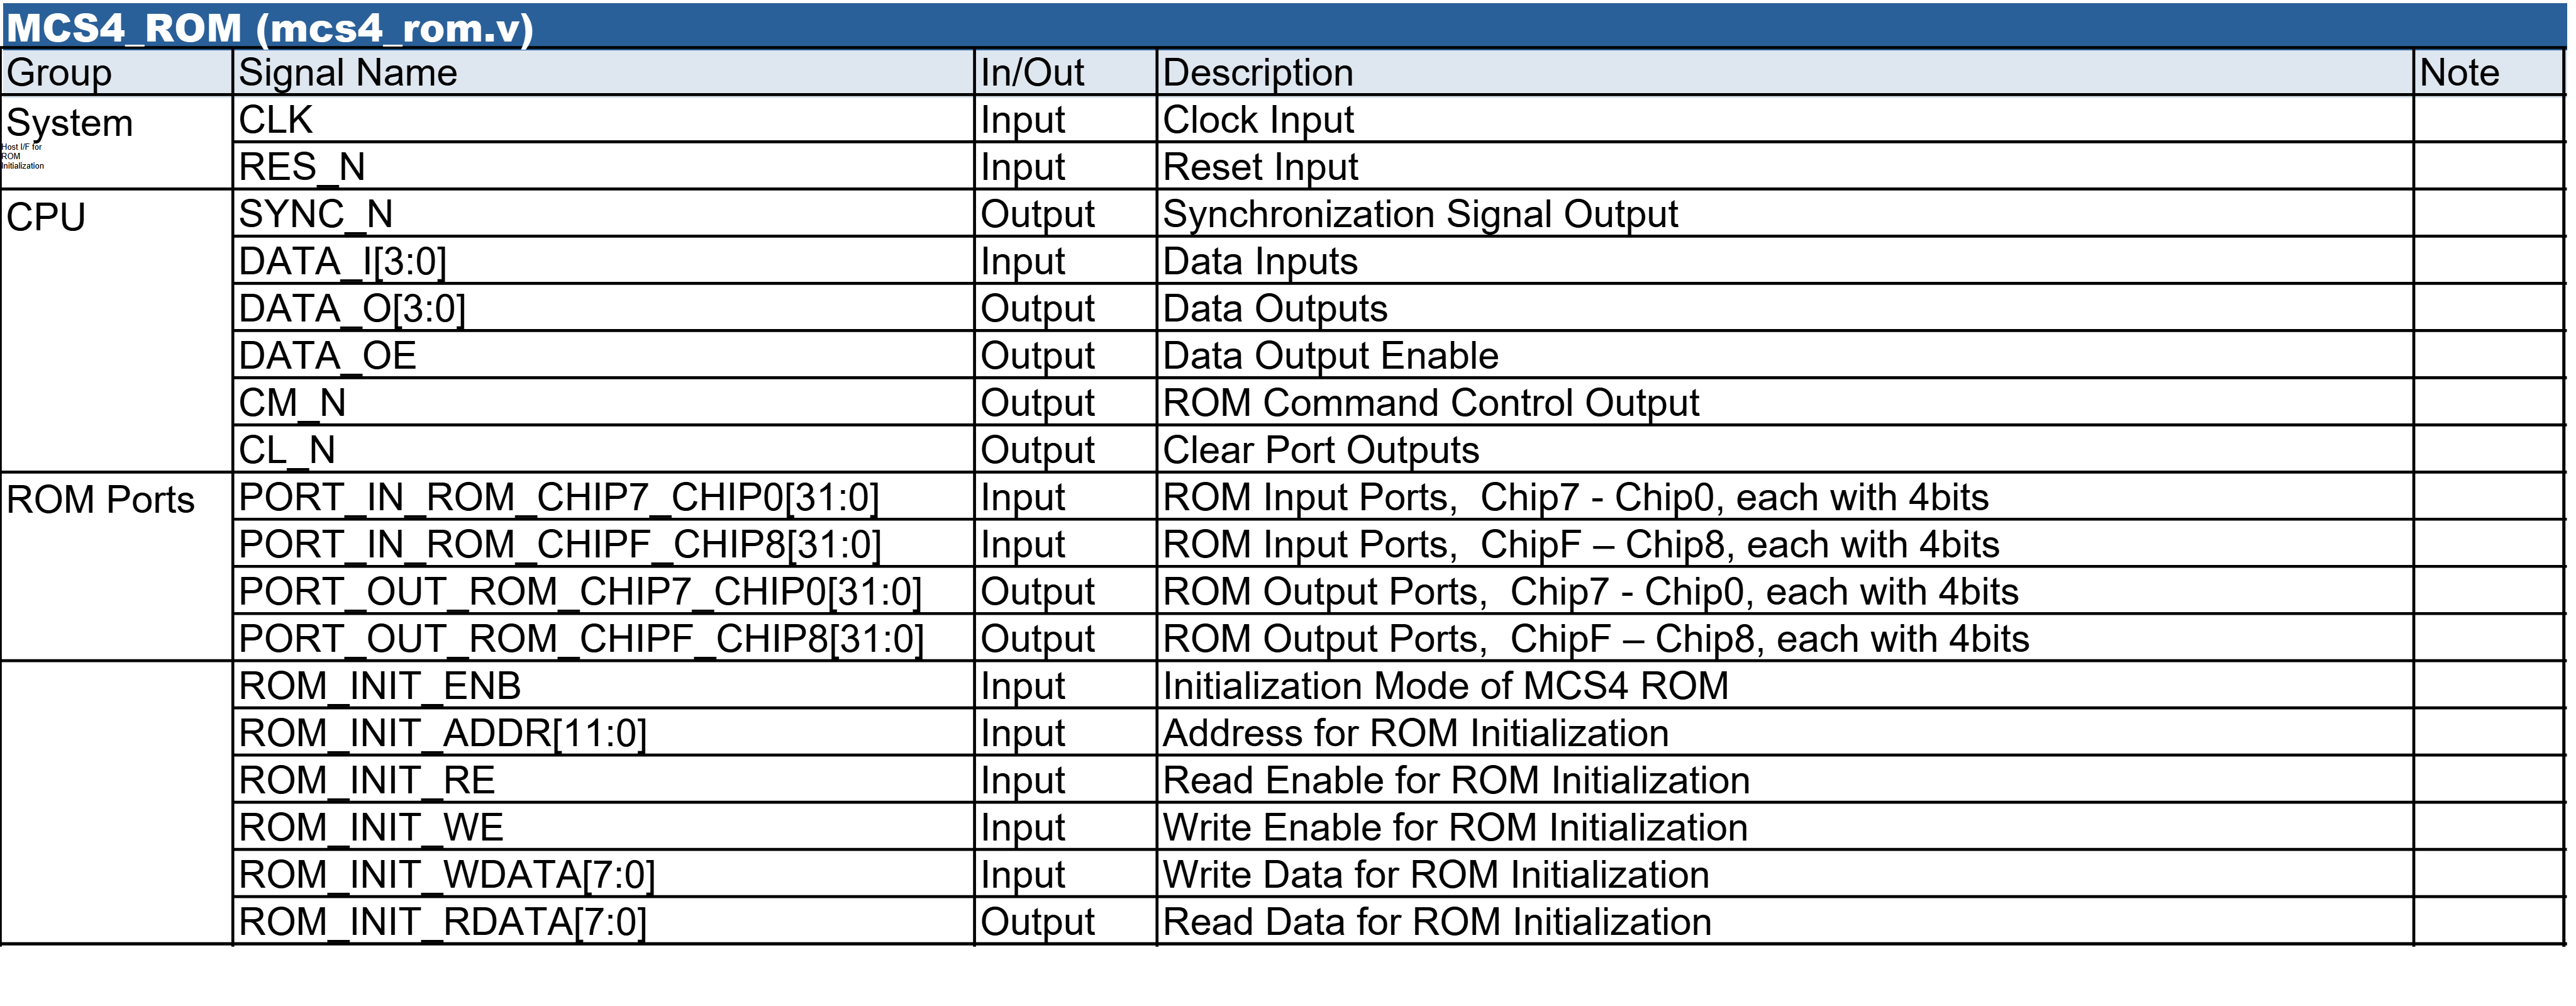 MCS4_ROM (mcs4_rom.v)
Group Signal Name In/Out Description Note
System CLK Input Clock Input
Host I/F for
ROM
Initialization
RES_N Input Reset Input
CPU SYNC_N Output Synchronization Signal Output
DATA_I[3:0] Input Data Inputs
DATA_O[3:0] Output Data Outputs
DATA_OE Output Data Output Enable
CM_N Output ROM Command Control Output
CL_N Output Clear Port Outputs
ROM Ports PORT_IN_ROM_CHIP7_CHIP0[31:0] Input ROM Input Ports, Chip7 - Chip0, each with 4bits
PORT_IN_ROM_CHIPF_CHIP8[31:0] Input ROM Input Ports, ChipF – Chip8, each with 4bits
PORT_OUT_ROM_CHIP7_CHIP0[31:0] Output ROM Output Ports, Chip7 - Chip0, each with 4bits
PORT_OUT_ROM_CHIPF_CHIP8[31:0] Output ROM Output Ports, ChipF – Chip8, each with 4bits
ROM_INIT_ENB Input Initialization Mode of MCS4 ROM
ROM_INIT_ADDR[11:0] Input Address for ROM Initialization
ROM_INIT_RE Input Read Enable for ROM Initialization
ROM_INIT_WE Input Write Enable for ROM Initialization
ROM_INIT_WDATA[7:0] Input Write Data for ROM Initialization
ROM_INIT_RDATA[7:0] Output Read Data for ROM Initialization